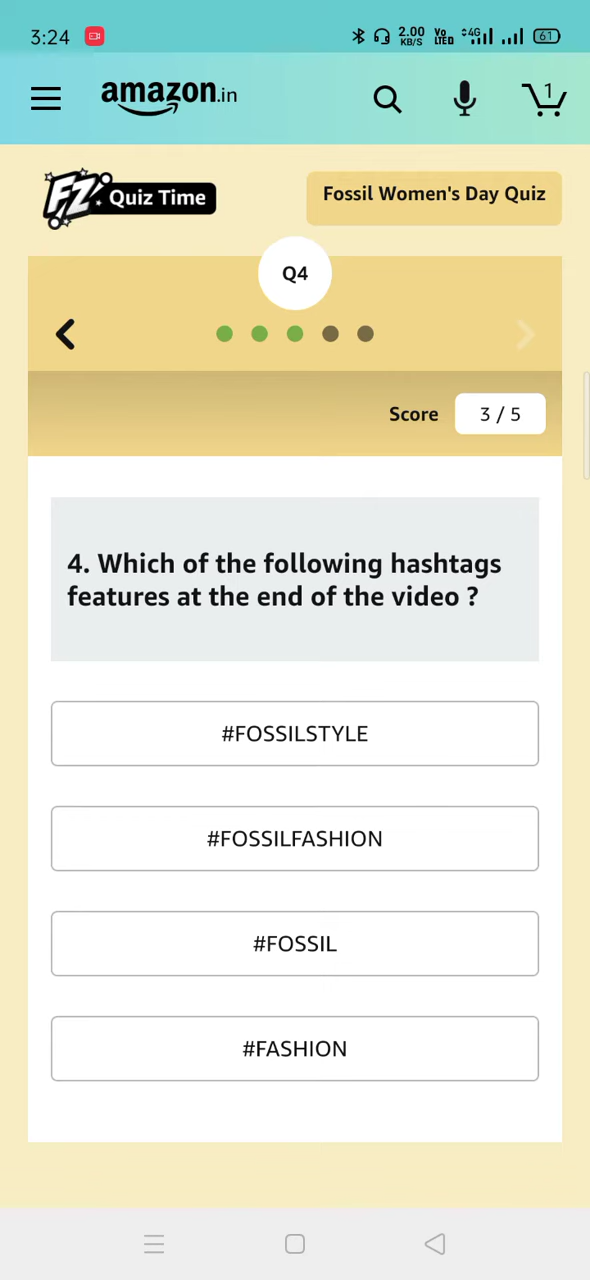 3:24 2.00 KB/S Vo LTED 4G 61
amazon.in 1
FZ Quiz Time Fossil Women's Day Quiz
Q4
Score 3 / 5
4. Which of the following hashtags
features at the end of the video ?
#FOSSILSTYLE
#FOSSILFASHION
#FOSSIL
#FASHION